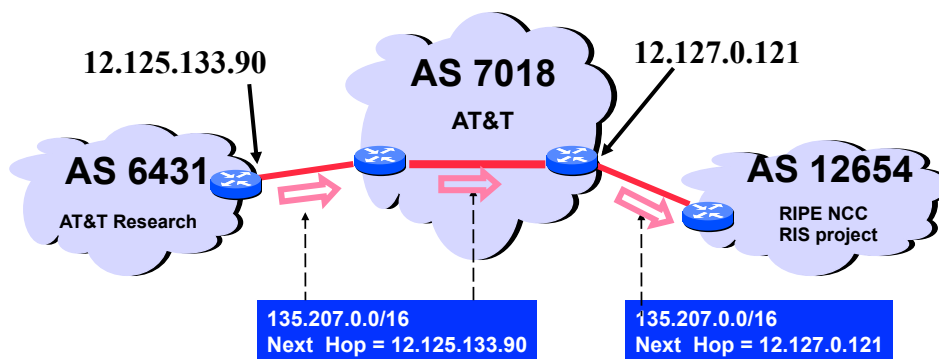 12.125.133.90
AS 7018
AT&T
12.127.0.121
AS 6431
AT&T Research
AS 12654
RIPE NCC
RIS project
135.207.0.0/16
Next Hop = 12.125.133.90
135.207.0.0/16
Next Hop = 12.127.0.121